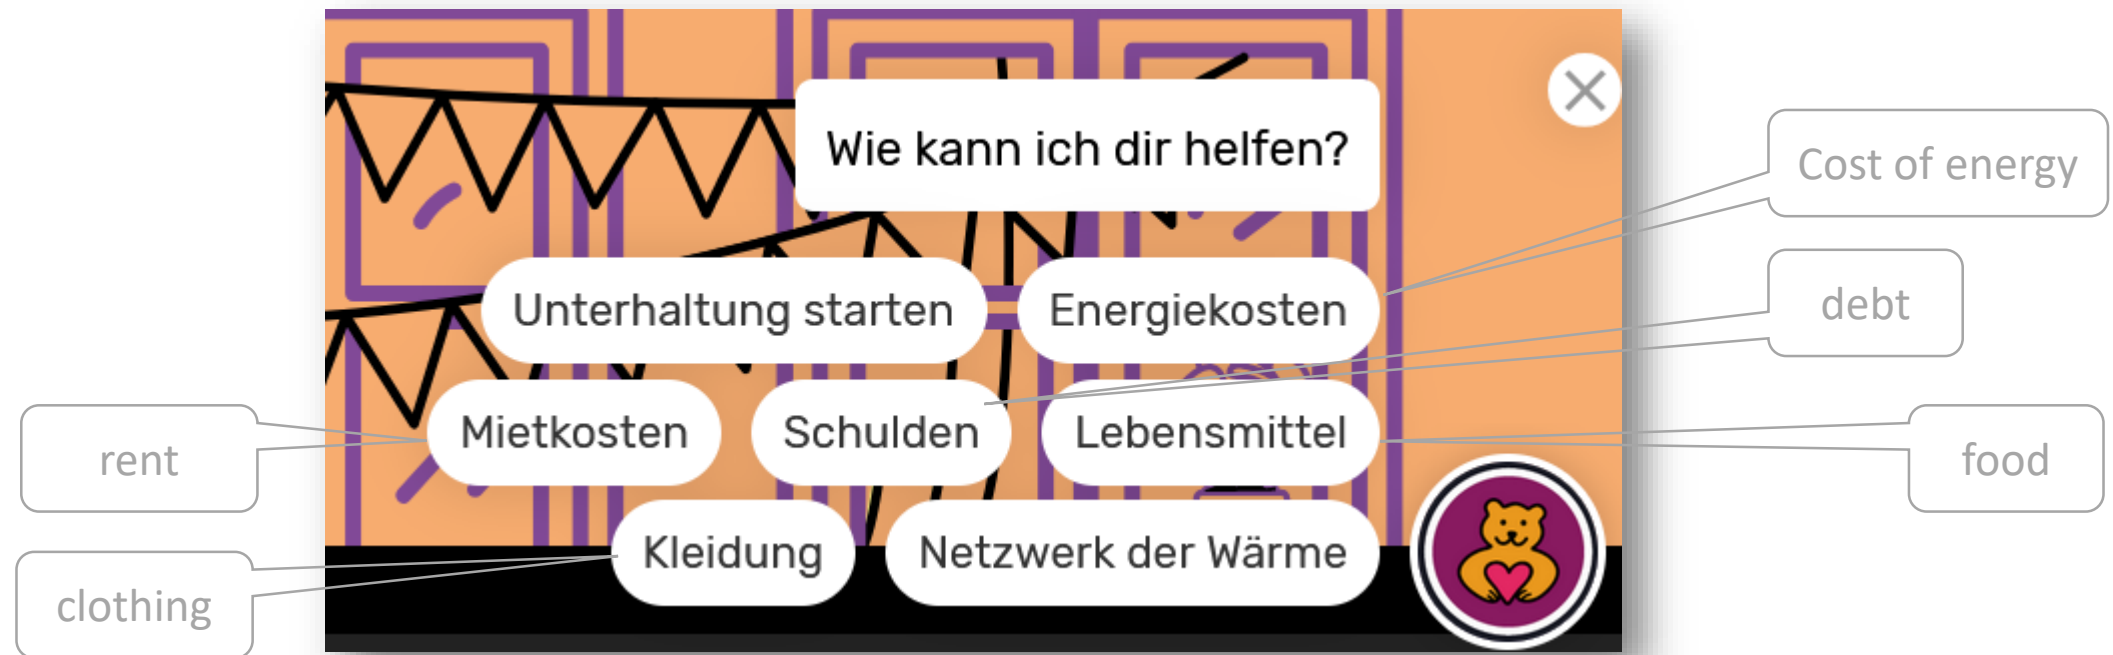 Wie kann ich dir helfen?
Cost of energy
Unterhaltung starten
Energiekosten
debt
Mietkosten
Schulden
Lebensmittel
rent
food
Kleidung
Netzwerk der Wärme
clothing